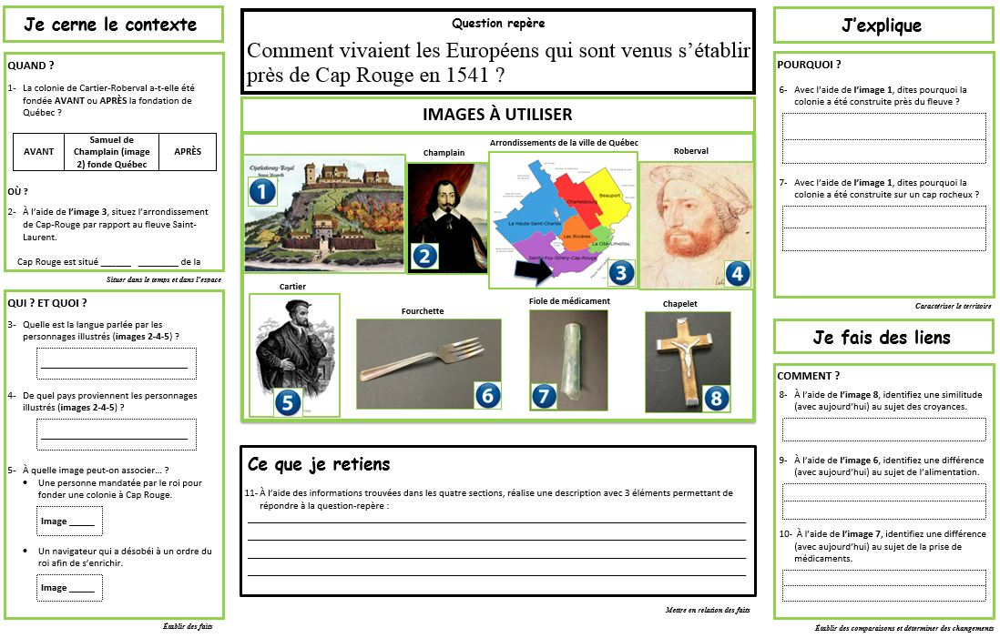 Je cerne le contexte
QUAND ?
1- La colonie de Cartier-Roberval a-t-elle été
fondée AVANT ou APRÈS la fondation de
Québec ?
AVANT
Samuel de
Champlain (image
2) fonde Québec
APRÈS
OÙ ?
2- À l'aide de l'image 3, situez l'arrondissement
de Cap-Rouge par rapport au fleuve Saint-
Laurent.
Cap Rouge est situé ______ ________ de la
Situer dans le temps et dans l'espace
QUI ? ET QUOI ?
3- Quelle est la langue parlée par les
personnages illustrés (images 2-4-5) ?
4- De quel pays proviennent les personnages
illustrés (images 2-4-5) ?
5- À quelle image peut-on associer… ?
• Une personne mandatée par le roi pour
fonder une colonie à Cap Rouge.
Image _____
• Un navigateur qui a désobéi à un ordre du
roi afin de s'enrichir.
Image _____
Établir des faits
Question repère
Comment vivaient les Européens qui sont venus s'établir
près de Cap Rouge en 1541 ?
IMAGES À UTILISER
Charlesbourg-Royal
1
Champlain
2
Arrondissements de la ville de Québec
Charlesbourg
Beauport
La Haute-Saint-Charles
Les Rivières
La Cité-Limoilou
Sainte-Foy-Sillery-Cap-Rouge
3
Roberval
4
Cartier
5
Fourchette
6
Fiole de médicament
7
Chapelet
8
Ce que je retiens
11- À l'aide des informations trouvées dans les quatre sections, réalise une description avec 3 éléments permettant de
répondre à la question-repère :
Mettre en relation des faits
J'explique
POURQUOI ?
6- Avec l'aide de l'image 1, dites pourquoi la
colonie a été construite près du fleuve ?
7- Avec l'aide de l'image 1, dites pourquoi la
colonie a été construite sur un cap rocheux ?
Caractériser le territoire
Je fais des liens
COMMENT ?
8- À l'aide de l'image 8, identifiez une similitude
(avec aujourd'hui) au sujet des croyances.
9- À l'aide de l'image 6, identifiez une différence
(avec aujourd'hui) au sujet de l'alimentation.
10- À l'aide de l'image 7, identifiez une différence
(avec aujourd'hui) au sujet de la prise de
médicaments.
Établir des comparaisons et déterminer des changements